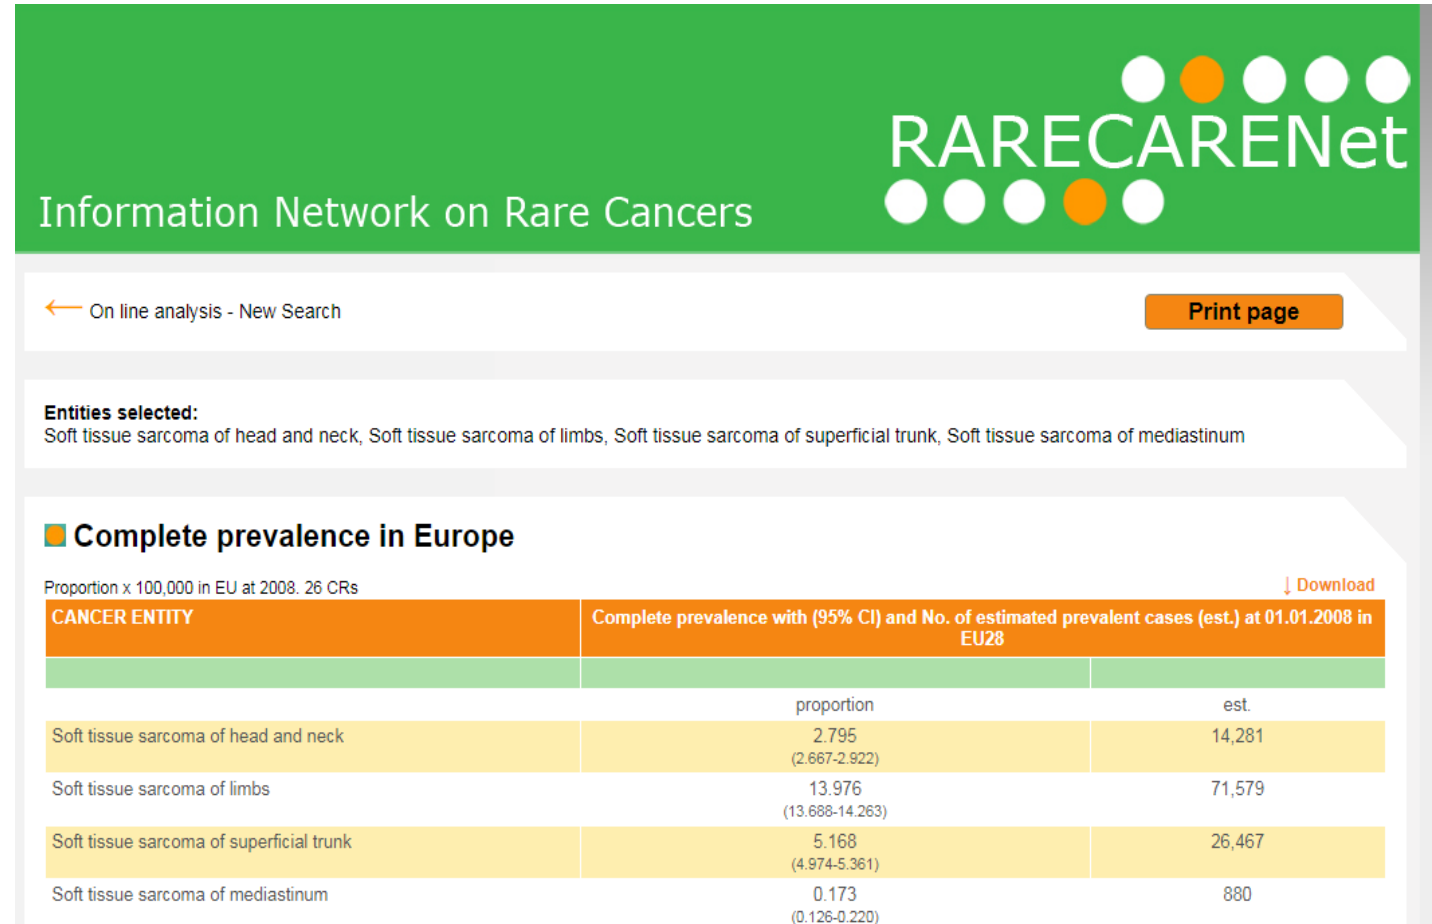 RARECARENet
Information Network on Rare Cancers
← On line analysis - New Search
Print page
Entities selected:
Soft tissue sarcoma of head and neck, Soft tissue sarcoma of limbs, Soft tissue sarcoma of superficial trunk, Soft tissue sarcoma of mediastinum
Complete prevalence in Europe
Proportion x 100,000 in EU at 2008. 26 CRs
↓ Download
CANCER ENTITY
Complete prevalence with (95% CI) and No. of estimated prevalent cases (est.) at 01.01.2008 in
EU28
proportion est.
Soft tissue sarcoma of head and neck 2.795 14,281
(2.667-2.922)
Soft tissue sarcoma of limbs 13.976 71,579
(13.688-14.263)
Soft tissue sarcoma of superficial trunk 5.168 26,467
(4.974-5.361)
Soft tissue sarcoma of mediastinum 0.173 880
(0.126-0.220)